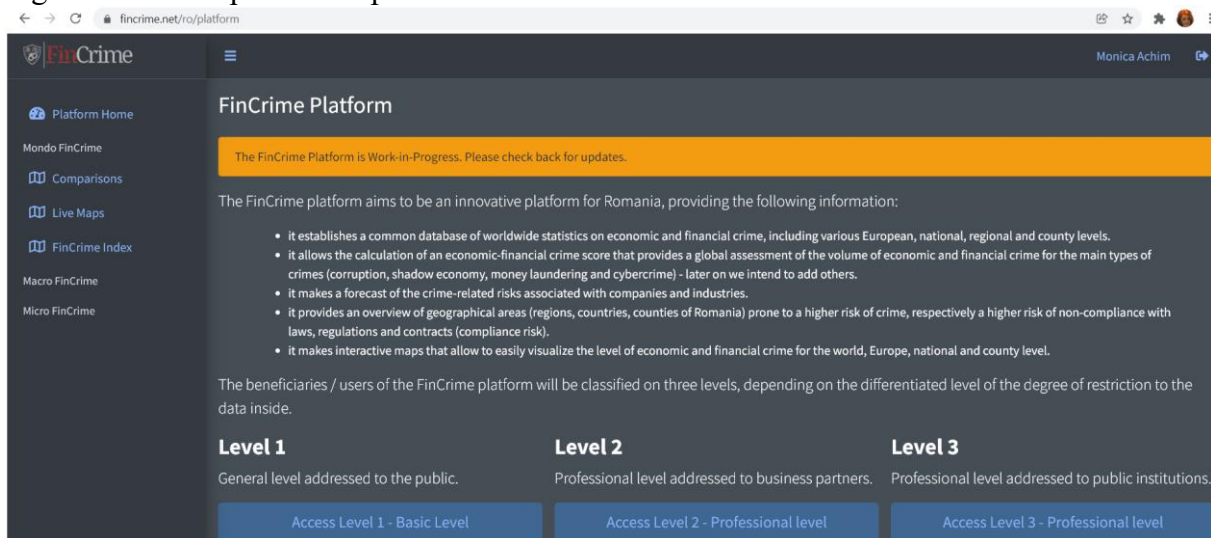 fincrime.net/ro/platform
FinCrime
Monica Achim
Platform Home
Mondo FinCrime
Comparisons
Live Maps
FinCrime Index
Macro FinCrime
Micro FinCrime
FinCrime Platform
The FinCrime Platform is Work-in-Progress. Please check back for updates.
The FinCrime platform aims to be an innovative platform for Romania, providing the following information:
• it establishes a common database of worldwide statistics on economic and financial crime, including various European, national, regional and county levels.
• it allows the calculation of an economic-financial crime score that provides a global assessment of the volume of economic and financial crime for the main types of
crimes (corruption, shadow economy, money laundering and cybercrime) - later on we intend to add others.
• it makes a forecast of the crime-related risks associated with companies and industries.
• it provides an overview of geographical areas (regions, countries, counties of Romania) prone to a higher risk of crime, respectively a higher risk of non-compliance with
laws, regulations and contracts (compliance risk).
• it makes interactive maps that allow to easily visualize the level of economic and financial crime for the world, Europe, national and county level.
The beneficiaries / users of the FinCrime platform will be classified on three levels, depending on the differentiated level of the degree of restriction to the
data inside.
Level 1
General level addressed to the public.
Access Level 1 - Basic Level
Level 2
Professional level addressed to business partners.
Access Level 2 - Professional level
Level 3
Professional level addressed to public institutions.
Access Level 3 - Professional level